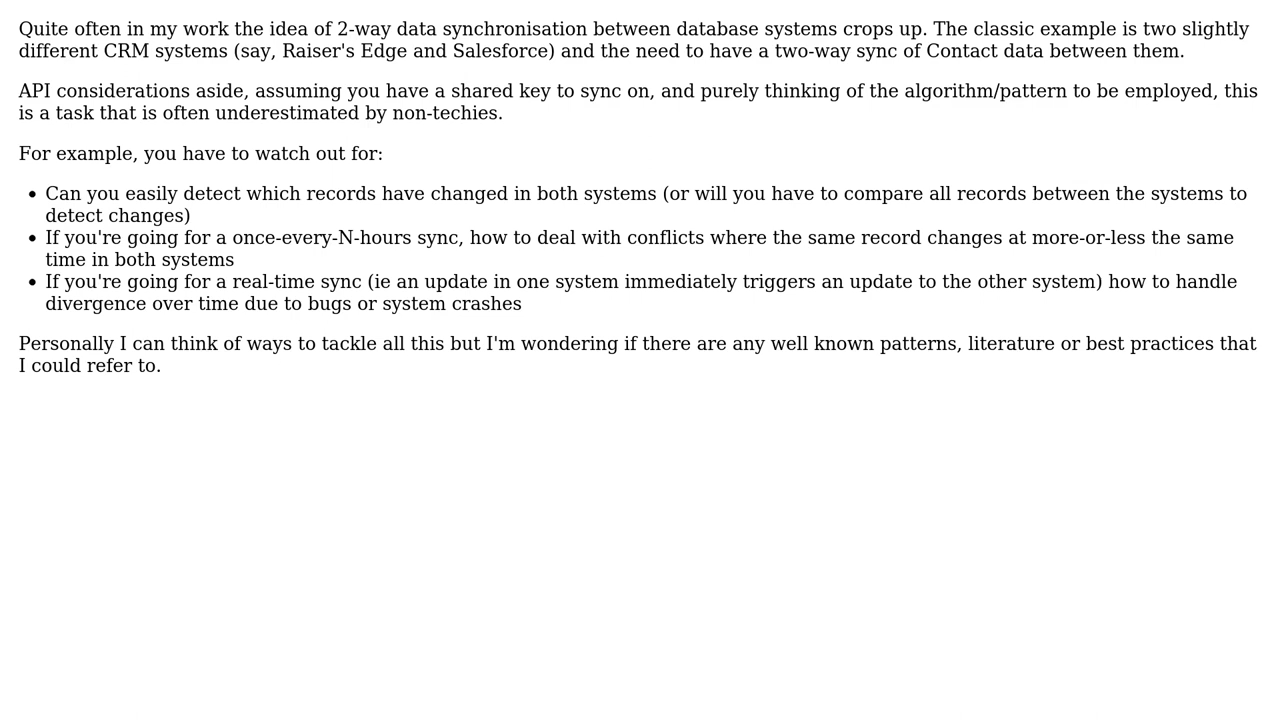 Quite often in my work the idea of 2-way data synchronisation between database systems crops up. The classic example is two slightly
different CRM systems (say, Raiser's Edge and Salesforce) and the need to have a two-way sync of Contact data between them.
API considerations aside, assuming you have a shared key to sync on, and purely thinking of the algorithm/pattern to be employed, this
is a task that is often underestimated by non-techies.
For example, you have to watch out for:
• Can you easily detect which records have changed in both systems (or will you have to compare all records between the systems to
detect changes)
• If you're going for a once-every-N-hours sync, how to deal with conflicts where the same record changes at more-or-less the same
time in both systems
• If you're going for a real-time sync (ie an update in one system immediately triggers an update to the other system) how to handle
divergence over time due to bugs or system crashes
Personally I can think of ways to tackle all this but I'm wondering if there are any well known patterns, literature or best practices that
I could refer to.